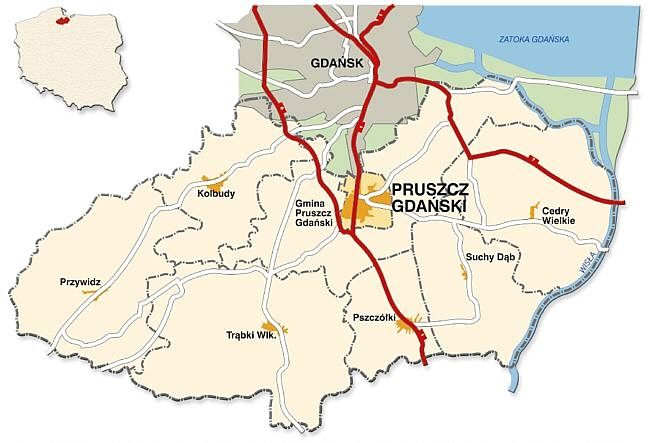 ZATOKA GDAŃSKA
GDAŃSK
Kolbudy
PRUSZCZ
GDAŃSKI
Gmina
Pruszcz
Gdański
Cedry
Wielkie
Suchy Dąb
WISŁA
Przywidz
Pszczółki
Trąbki Wlk.